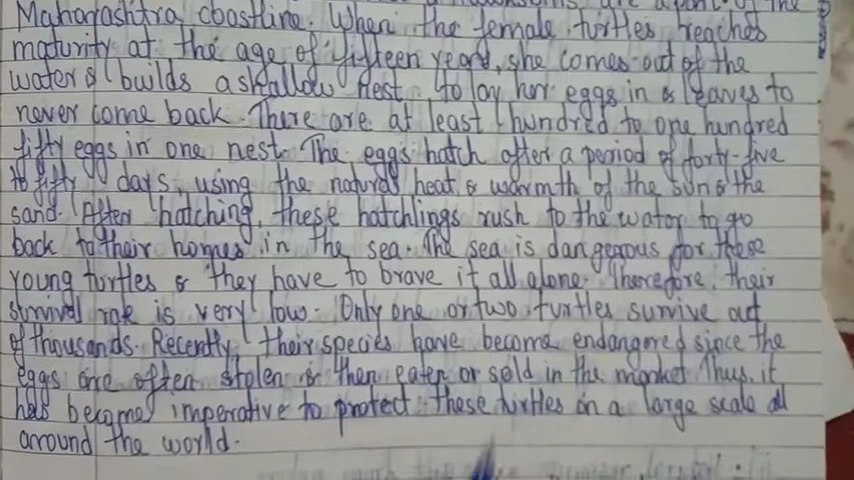 are a part of the
Maharashtra coastline. When the female turtles reaches
maturity at the age of fifteen years, she comes out of the
water & builds a shallow nest to lay her eggs in & leaves to
never come back. There are at least hundred to one hundred
fifty eggs in one nest. The eggs hatch after a period of forty-five
to fifty days, using the natural heat & warmth of the sun & the
sand. After hatching, these hatchlings rush to the water to go
back to their homes in the sea. The sea is dangerous for these
young turtles & they have to brave it all alone. Therefore, their
survival rate is very low. Only one or two turtles survive out
of thousands. Recently, their species have become endangered since the
eggs are often stolen & then eaten or sold in the market. Thus, it
has become imperative to protect these turtles on a large scale all
around the world.